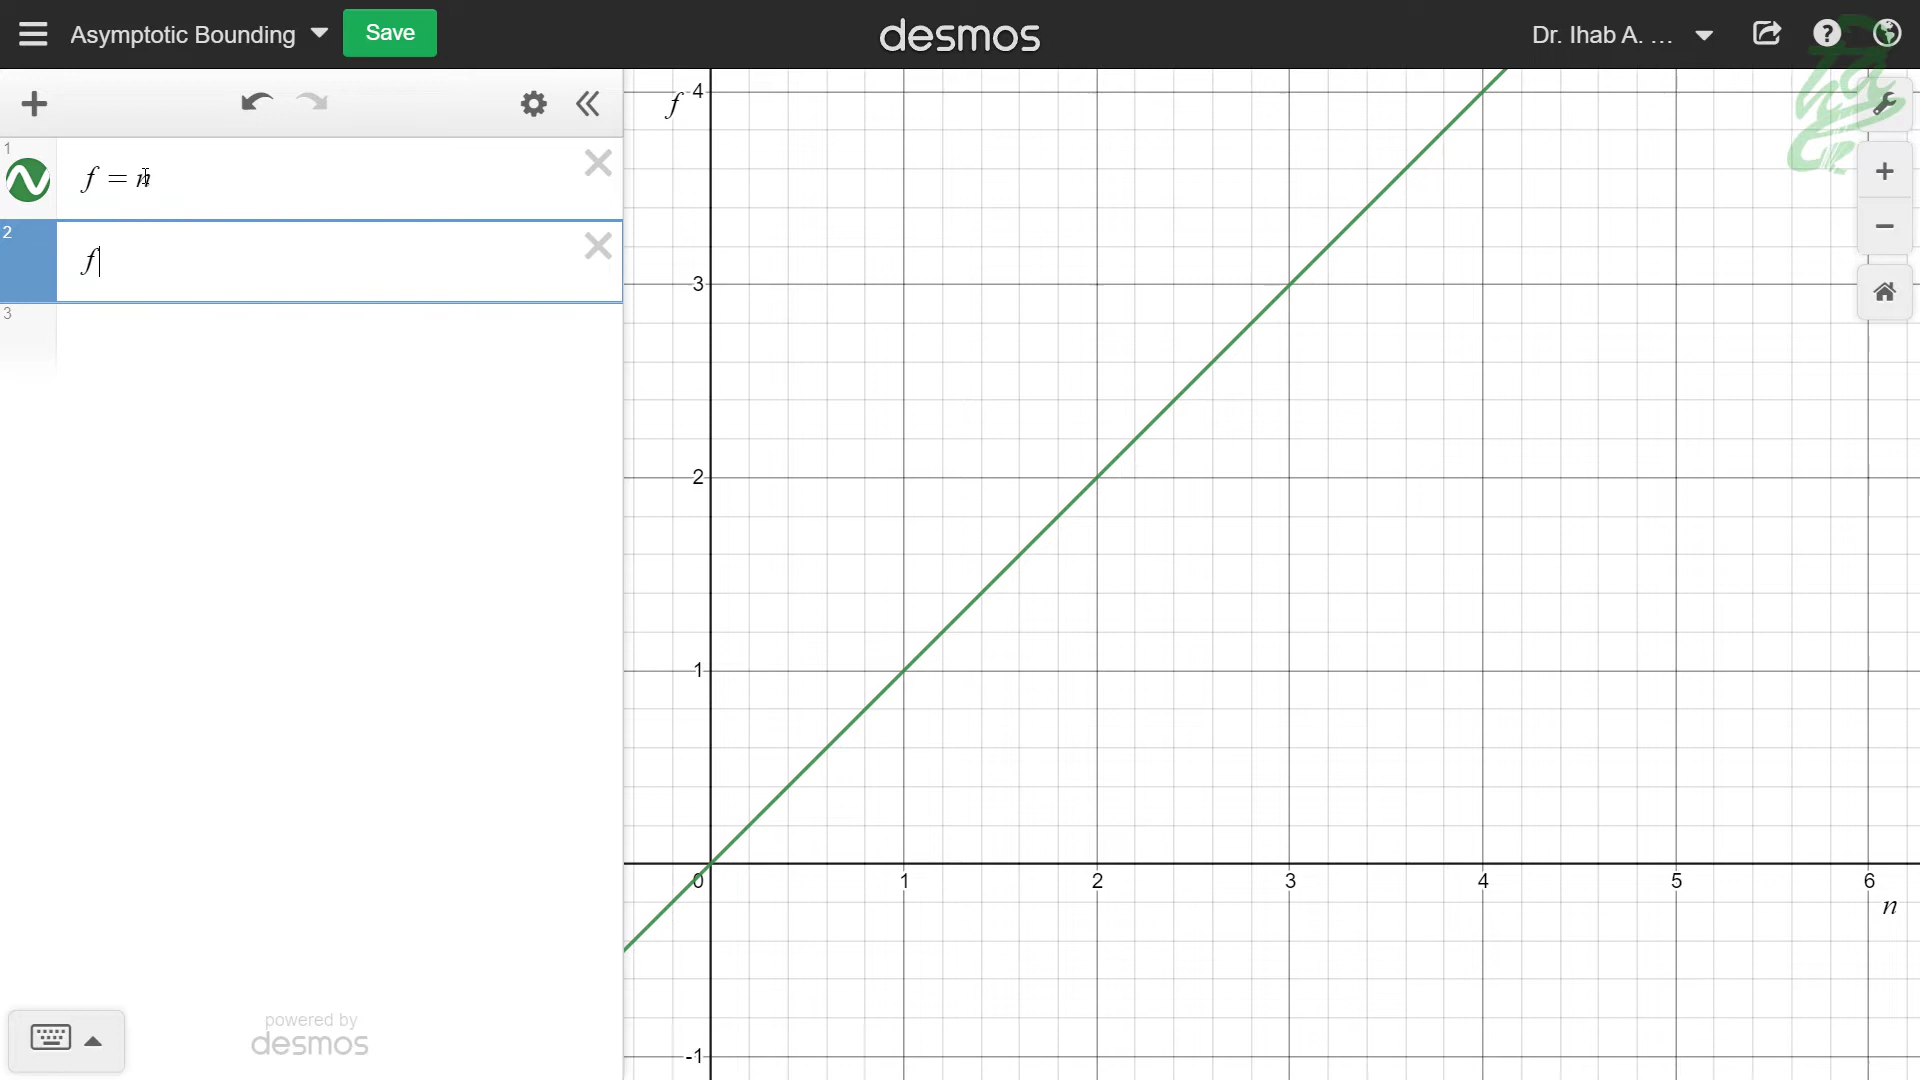 Asymptotic Bounding
Save
desmos
Dr. Ihab A. ...
1
f = n
2
f
3
f
4
3
2
1
0
1
2
3
4
5
6
n
-1
powered by
desmos